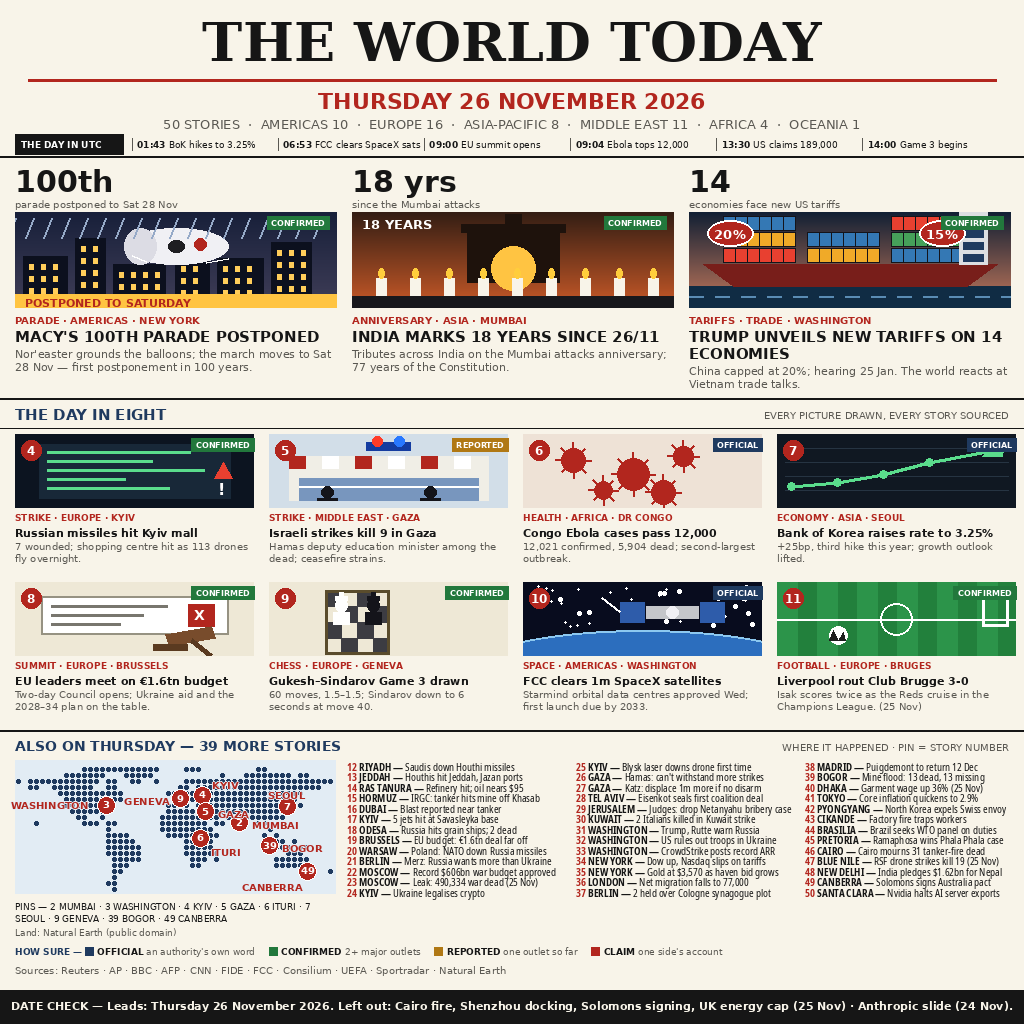 THE WORLD TODAY
THURSDAY 26 NOVEMBER 2026
50 STORIES · AMERICAS 10 · EUROPE 16 · ASIA-PACIFIC 8 · MIDDLE EAST 11 · AFRICA 4 · OCEANIA 1
THE DAY IN UTC
01:43 BoK hikes to 3.25%
06:53 FCC clears SpaceX sats
09:00 EU summit opens
09:04 Ebola tops 12,000
13:30 US claims 189,000
14:00 Game 3 begins
100th
parade postponed to Sat 28 Nov
CONFIRMED
POSTPONED TO SATURDAY
PARADE · AMERICAS · NEW YORK
MACY'S 100TH PARADE POSTPONED
Nor'easter grounds the balloons; the march moves to Sat
28 Nov — first postponement in 100 years.
18 yrs
since the Mumbai attacks
18 YEARS
CONFIRMED
ANNIVERSARY · ASIA · MUMBAI
INDIA MARKS 18 YEARS SINCE 26/11
Tributes across India on the Mumbai attacks anniversary;
77 years of the Constitution.
14
economies face new US tariffs
CONFIRMED
20%
15%
TARIFFS · TRADE · WASHINGTON
TRUMP UNVEILS NEW TARIFFS ON 14
ECONOMIES
China capped at 20%; hearing 25 Jan. The world reacts at
Vietnam trade talks.
THE DAY IN EIGHT
EVERY PICTURE DRAWN, EVERY STORY SOURCED
4
CONFIRMED
!
STRIKE · EUROPE · KYIV
Russian missiles hit Kyiv mall
7 wounded; shopping centre hit as 113 drones
fly overnight.
5
REPORTED
STRIKE · MIDDLE EAST · GAZA
Israeli strikes kill 9 in Gaza
Hamas deputy education minister among the
dead; ceasefire strains.
6
OFFICIAL
HEALTH · AFRICA · DR CONGO
Congo Ebola cases pass 12,000
12,021 confirmed, 5,904 dead; second-largest
outbreak.
7
OFFICIAL
ECONOMY · ASIA · SEOUL
Bank of Korea raises rate to 3.25%
+25bp, third hike this year; growth outlook
lifted.
8
CONFIRMED
X
SUMMIT · EUROPE · BRUSSELS
EU leaders meet on €1.6tn budget
Two-day Council opens; Ukraine aid and the
2028–34 plan on the table.
9
CONFIRMED
CHESS · EUROPE · GENEVA
Gukesh–Sindarov Game 3 drawn
60 moves, 1.5–1.5; Sindarov down to 6
seconds at move 40.
10
OFFICIAL
SPACE · AMERICAS · WASHINGTON
FCC clears 1m SpaceX satellites
Starmind orbital data centres approved Wed;
first launch due by 2033.
11
CONFIRMED
FOOTBALL · EUROPE · BRUGES
Liverpool rout Club Brugge 3-0
Isak scores twice as the Reds cruise in the
Champions League. (25 Nov)
ALSO ON THURSDAY — 39 MORE STORIES
WHERE IT HAPPENED · PIN = STORY NUMBER
WASHINGTON 3
GENEVA 9
4 KYIV
5 GAZA
2 MUMBAI
SEOUL 7
6 ITURI
39 BOGOR
49
CANBERRA
PINS — 2 MUMBAI · 3 WASHINGTON · 4 KYIV · 5 GAZA · 6 ITURI · 7
SEOUL · 9 GENEVA · 39 BOGOR · 49 CANBERRA
Land: Natural Earth (public domain)
12 RIYADH — Saudis down Houthi missiles
13 JEDDAH — Houthis hit Jeddah, Jazan ports
14 RAS TANURA — Refinery hit; oil nears $95
15 HORMUZ — IRGC: tanker hits mine off Khasab
16 DUBAI — Blast reported near tanker
17 KYIV — 5 jets hit at Savasleyka base
18 ODESA — Russia hits grain ships; 2 dead
19 BRUSSELS — EU budget: €1.6tn deal far off
20 WARSAW — Poland: NATO down Russia missiles
21 BERLIN — Merz: Russia wants more than Ukraine
22 MOSCOW — Record $606bn war budget approved
23 MOSCOW — Leak: 490,334 war dead (25 Nov)
24 KYIV — Ukraine legalises crypto
25 KYIV — Blysk laser downs drone first time
26 GAZA — Hamas: can't withstand more strikes
27 GAZA — Katz: displace 1m more if no disarm
28 TEL AVIV — Eisenkot seals first coalition deal
29 JERUSALEM — Judges: drop Netanyahu bribery case
30 KUWAIT — 2 Italians killed in Kuwait strike
31 WASHINGTON — Trump, Rutte warn Russia
32 WASHINGTON — US rules out troops in Ukraine
33 WASHINGTON — CrowdStrike posts record ARR
34 NEW YORK — Dow up, Nasdaq slips on tariffs
35 NEW YORK — Gold at $3,570 as haven bid grows
36 LONDON — Net migration falls to 77,000
37 BERLIN — 2 held over Cologne synagogue plot
38 MADRID — Puigdemont to return 12 Dec
39 BOGOR — Mine flood: 13 dead, 13 missing
40 DHAKA — Garment wage up 36% (25 Nov)
41 TOKYO — Core inflation quickens to 2.9%
42 PYONGYANG — North Korea expels Swiss envoy
43 CIKANDE — Factory fire traps workers
44 BRASILIA — Brazil seeks WTO panel on duties
45 PRETORIA — Ramaphosa wins Phala Phala case
46 CAIRO — Cairo mourns 31 tanker-fire dead
47 BLUE NILE — RSF drone strikes kill 19 (25 Nov)
48 NEW DELHI — India pledges $1.62bn for Nepal
49 CANBERRA — Solomons signs Australia pact
50 SANTA CLARA — Nvidia halts AI server exports
HOW SURE — OFFICIAL an authority's own word CONFIRMED 2+ major outlets REPORTED one outlet so far CLAIM one side's account
Sources: Reuters · AP · BBC · AFP · CNN · FIDE · FCC · Consilium · UEFA · Sportradar · Natural Earth
DATE CHECK — Leads: Thursday 26 November 2026. Left out: Cairo fire, Shenzhou docking, Solomons signing, UK energy cap (25 Nov) · Anthropic slide (24 Nov).